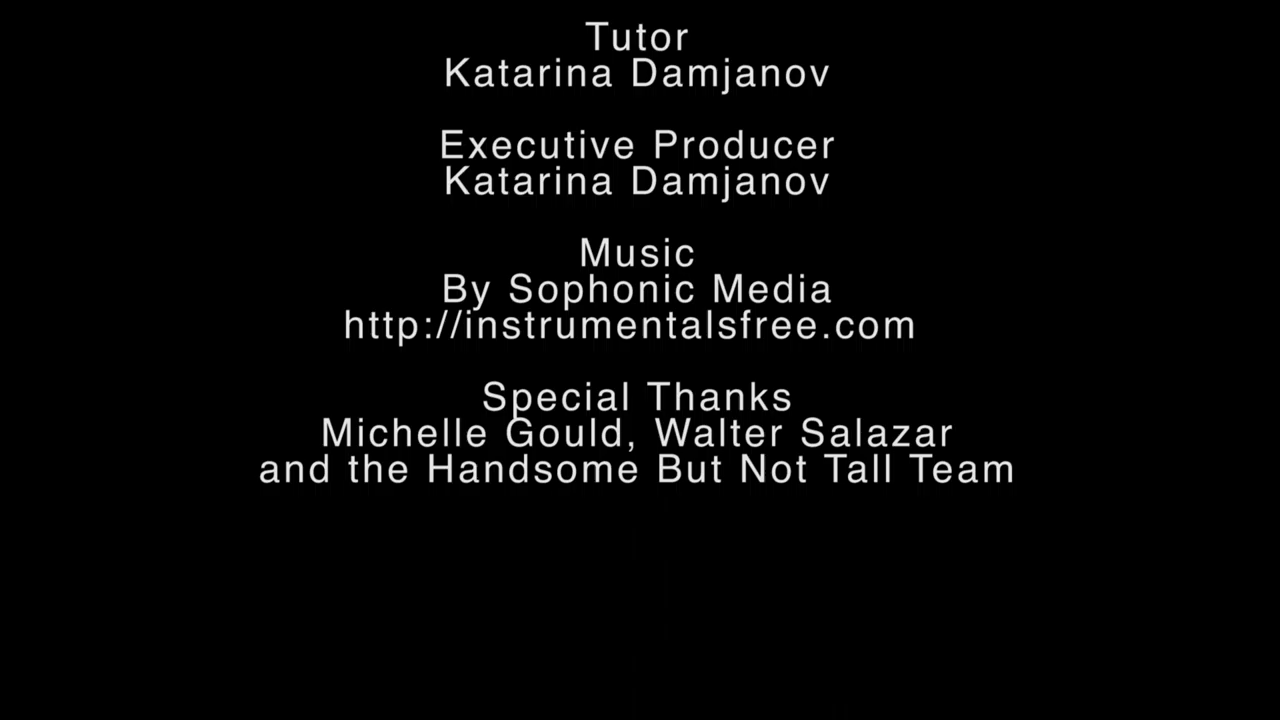 Tutor
Katarina Damjanov
Executive Producer
Katarina Damjanov
Music
By Sophonic Media
http://instrumentalsfree.com
Special Thanks
Michelle Gould, Walter Salazar
and the Handsome But Not Tall Team